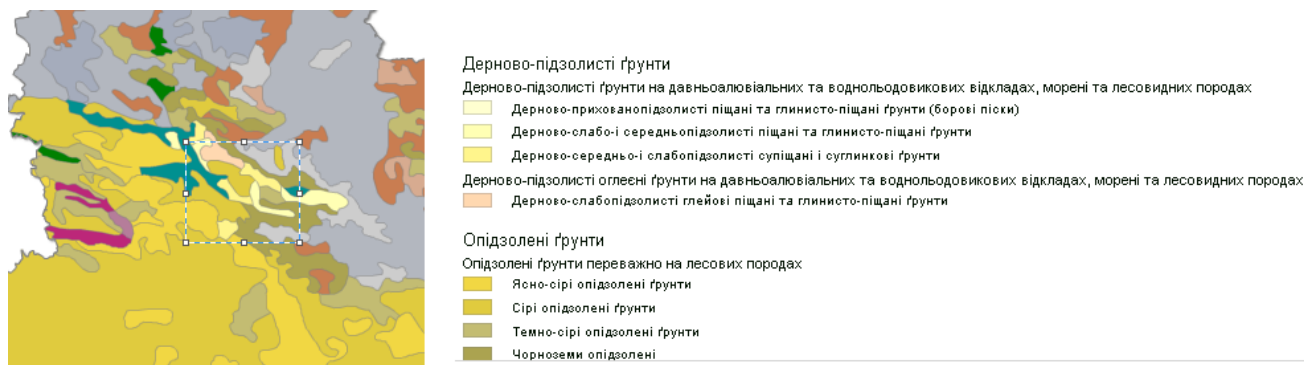 Дерново-підзолисті ґрунти
Дерново-підзолисті ґрунти на давньоалювіальних та воднольодовикових відкладах, морені та лесовидних породах
Дерново-прихованопідзолисті піщані та глинисто-піщані ґрунти (борові піски)
Дерново-слабо-і середньопідзолисті піщані та глинисто-піщані ґрунти
Дерново-середньо-і слабопідзолисті супіщані і суглинкові ґрунти
Дерново-підзолисті оглеєні ґрунти на давньоалювіальних та воднольодовикових відкладах, морені та лесовидних породах
Дерново-слабопідзолисті глейові піщані та глинисто-піщані ґрунти
Опідзолені ґрунти
Опідзолені ґрунти переважно на лесових породах
Ясно-сірі опідзолені ґрунти
Сірі опідзолені ґрунти
Темно-сірі опідзолені ґрунти
Чорноземи опідзолені